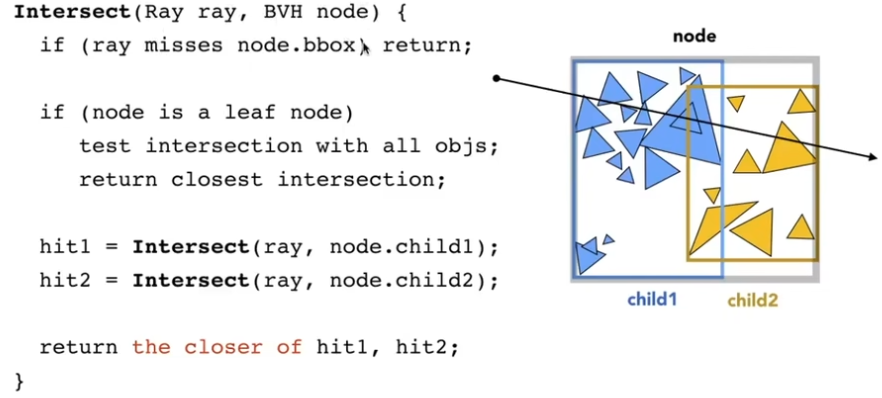 Intersect(Ray ray, BVH node) {
if (ray misses node.bbox) return;
if (node is a leaf node)
test intersection with all objs;
return closest intersection;
hit1 = Intersect(ray, node.child1);
hit2 = Intersect(ray, node.child2);
return the closer of hit1, hit2;
}
node
child1
child2